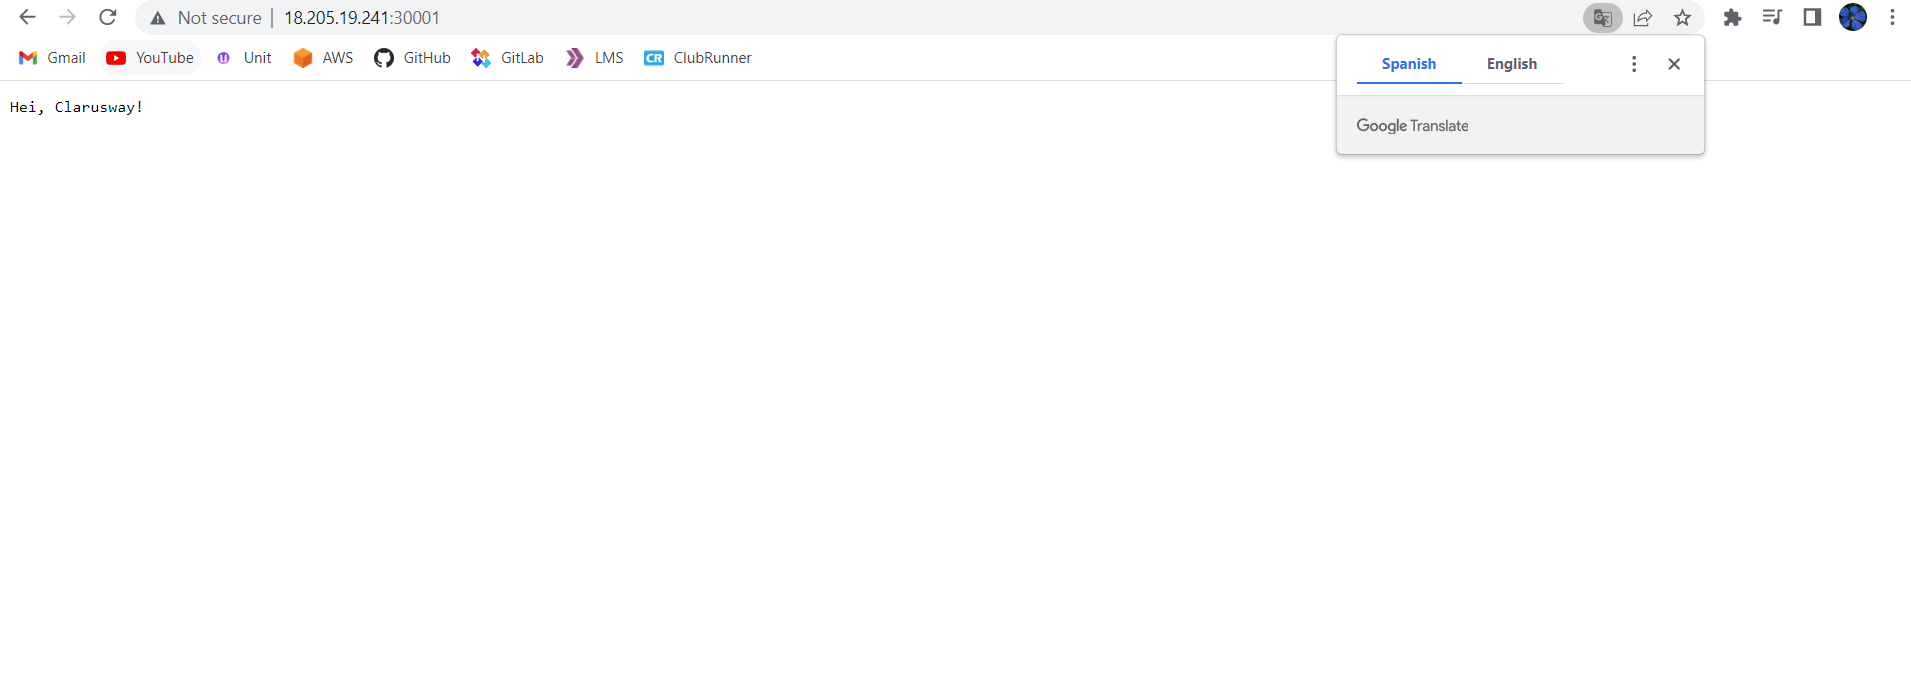 Not secure | 18.205.19.241:30001
Gmail YouTube Unit AWS GitHub GitLab LMS ClubRunner
Spanish English
Hei, Clarusway!
Google Translate